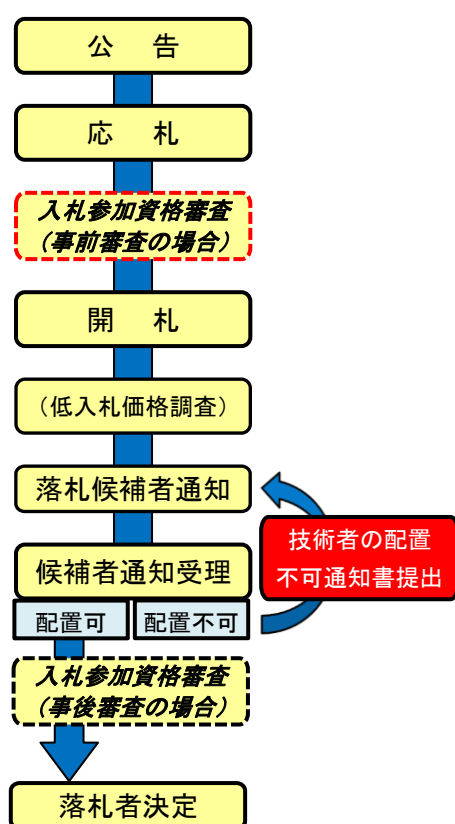 公　告
応　札
入札参加資格審査
（事前審査の場合）
開　札
（低入札価格調査）
落札候補者通知
候補者通知受理
技術者の配置
不可通知書提出
配置可
配置不可
入札参加資格審査
（事後審査の場合）
落札者決定